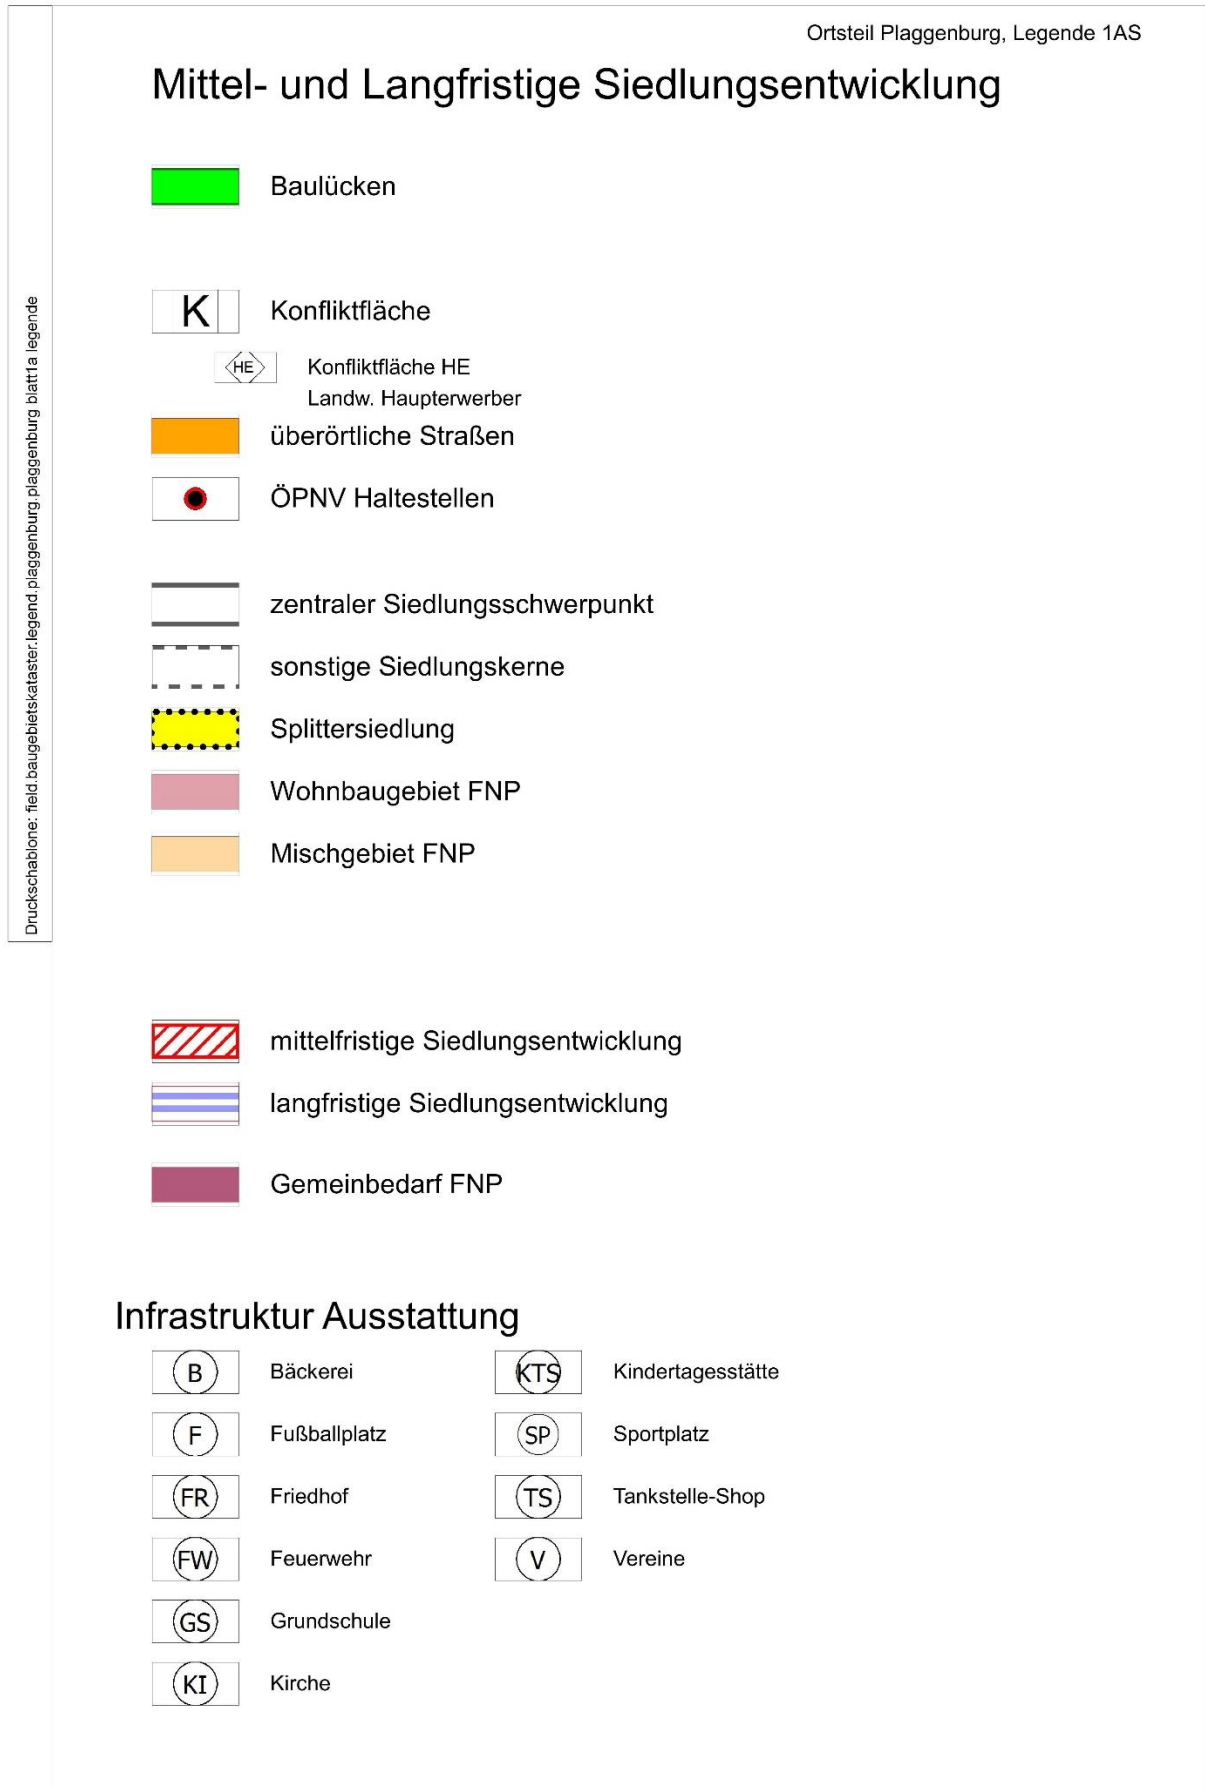 Ortsteil Plaggenburg, Legende 1AS
Mittel- und Langfristige Siedlungsentwicklung
Baulücken
K Konfliktfläche
HE Konfliktfläche HE
Landw. Haupterwerber
überörtliche Straßen
ÖPNV Haltestellen
zentraler Siedlungsschwerpunkt
sonstige Siedlungskerne
Splittersiedlung
Wohnbaugebiet FNP
Mischgebiet FNP
mittelfristige Siedlungsentwicklung
langfristige Siedlungsentwicklung
Gemeinbedarf FNP
Infrastruktur Ausstattung
B Bäckerei
F Fußballplatz
FR Friedhof
FW Feuerwehr
GS Grundschule
KI Kirche
KTS Kindertagesstätte
SP Sportplatz
TS Tankstelle-Shop
V Vereine
Druckschablone: field.baugebietskataster.legend.plaggenburg.plaggenburg blatt1a legende